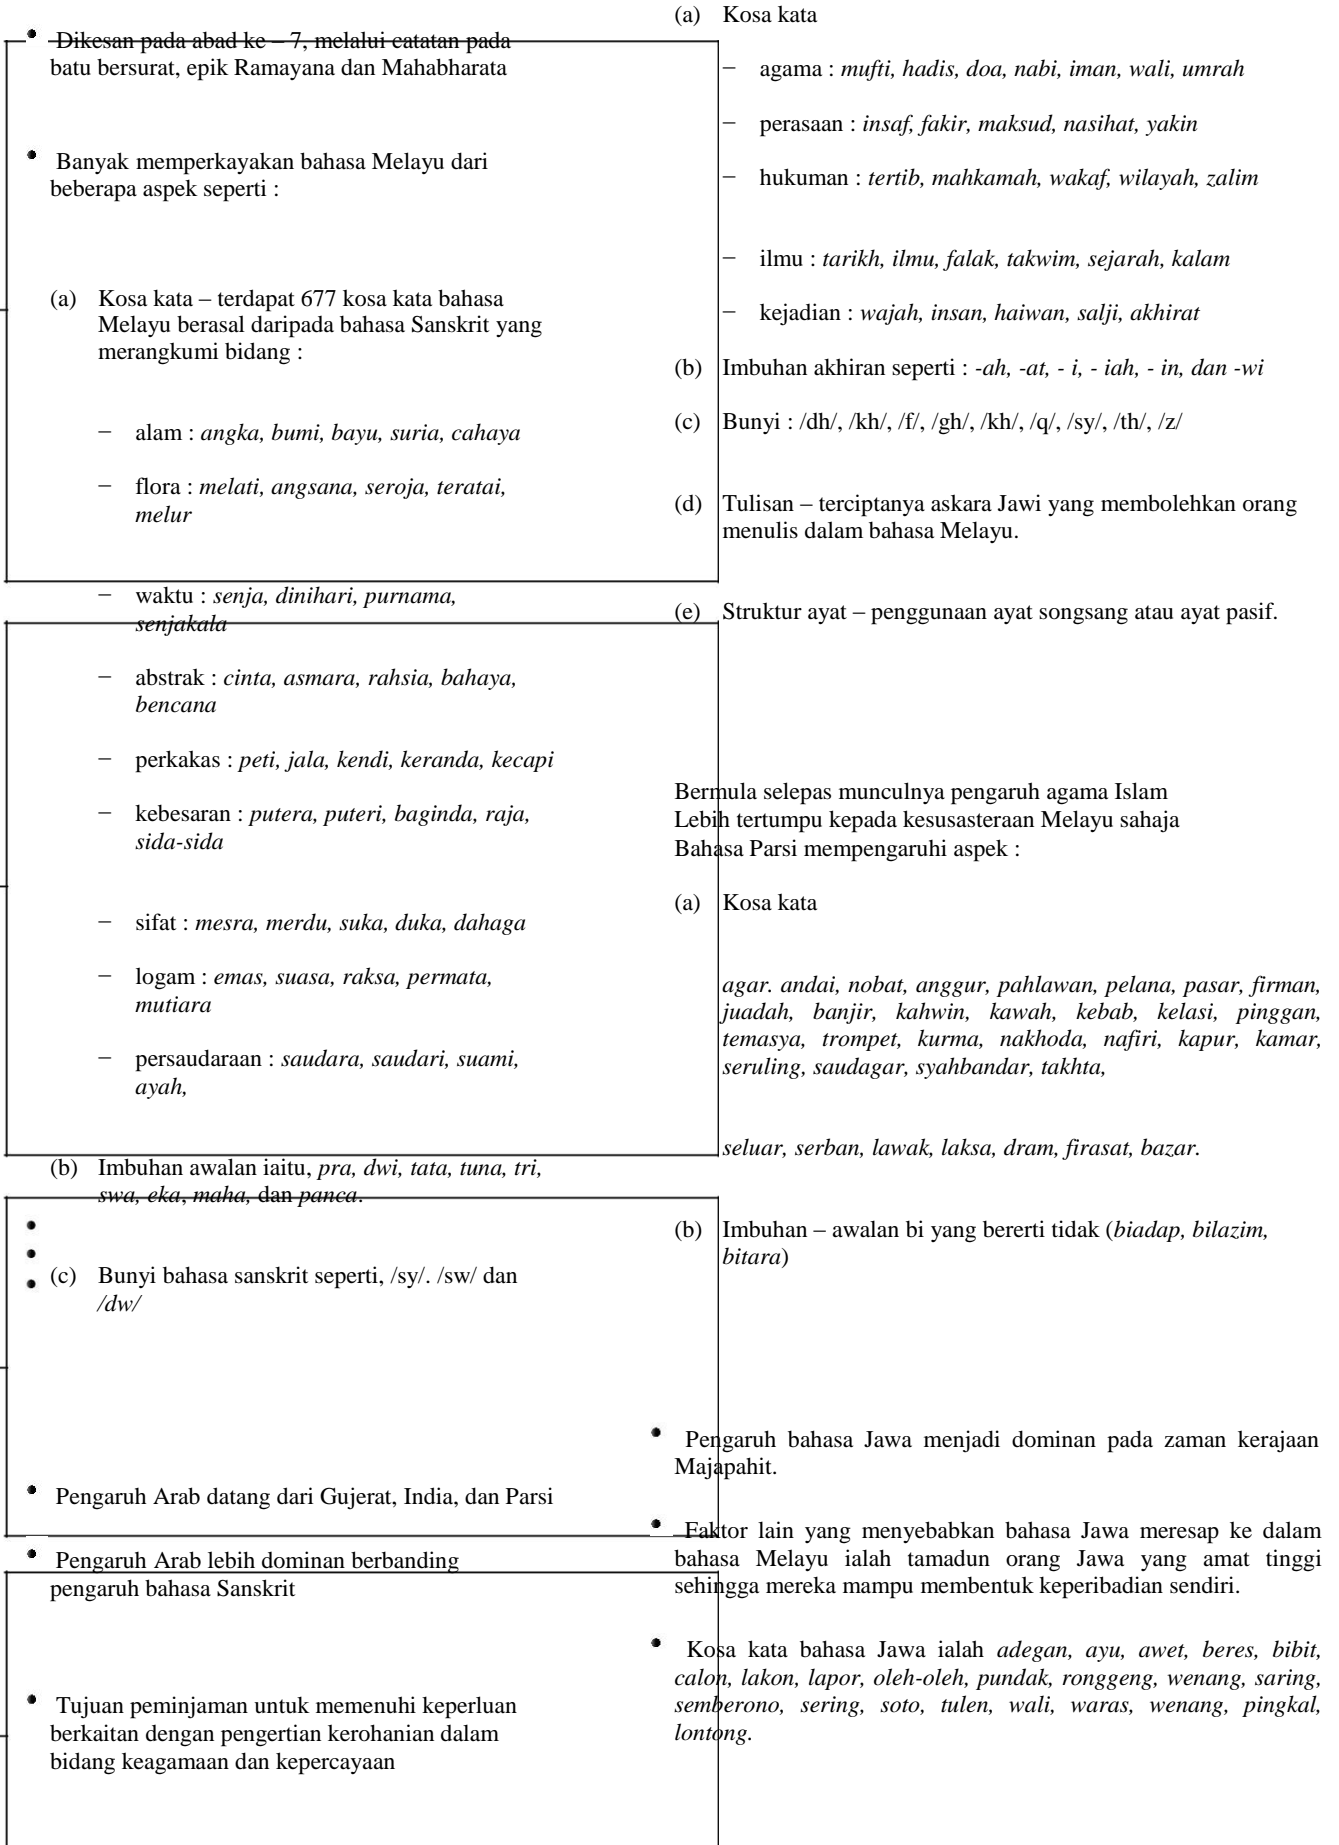 Dikesan pada abad ke – 7, melalui catatan pada
batu bersurat, epik Ramayana dan Mahabharata
Banyak memperkayakan bahasa Melayu dari
beberapa aspek seperti :
(a) Kosa kata – terdapat 677 kosa kata bahasa
Melayu berasal daripada bahasa Sanskrit yang
merangkumi bidang :
– alam : angka, bumi, bayu, suria, cahaya
– flora : melati, angsana, seroja, teratai,
melur
– waktu : senja, dinihari, purnama,
senjakala
– abstrak : cinta, asmara, rahsia, bahaya,
bencana
– perkakas : peti, jala, kendi, keranda, kecapi
– kebesaran : putera, puteri, baginda, raja,
sida-sida
– sifat : mesra, merdu, suka, duka, dahaga
– logam : emas, suasa, raksa, permata,
mutiara
– persaudaraan : saudara, saudari, suami,
ayah,
(b) Imbuhan awalan iaitu, pra, dwi, tata, tuna, tri,
swa, eka, maha, dan panca.
(c) Bunyi bahasa sanskrit seperti, /sy/. /sw/ dan
/dw/
Pengaruh Arab datang dari Gujerat, India, dan Parsi
Pengaruh Arab lebih dominan berbanding
pengaruh bahasa Sanskrit
Tujuan peminjaman untuk memenuhi keperluan
berkaitan dengan pengertian kerohanian dalam
bidang keagamaan dan kepercayaan
(a) Kosa kata
– agama : mufti, hadis, doa, nabi, iman, wali, umrah
– perasaan : insaf, fakir, maksud, nasihat, yakin
– hukuman : tertib, mahkamah, wakaf, wilayah, zalim
– ilmu : tarikh, ilmu, falak, takwim, sejarah, kalam
– kejadian : wajah, insan, haiwan, salji, akhirat
(b) Imbuhan akhiran seperti : -ah, -at, - i, - iah, - in, dan -wi
(c) Bunyi : /dh/, /kh/, /f/, /gh/, /kh/, /q/, /sy/, /th/, /z/
(d) Tulisan – terciptanya askara Jawi yang membolehkan orang
menulis dalam bahasa Melayu.
(e) Struktur ayat – penggunaan ayat songsang atau ayat pasif.
Bermula selepas munculnya pengaruh agama Islam
Lebih tertumpu kepada kesusasteraan Melayu sahaja
Bahasa Parsi mempengaruhi aspek :
(a) Kosa kata
agar. andai, nobat, anggur, pahlawan, pelana, pasar, firman,
juadah, banjir, kahwin, kawah, kebab, kelasi, pinggan,
temasya, trompet, kurma, nakhoda, nafiri, kapur, kamar,
seruling, saudagar, syahbandar, takhta,
seluar, serban, lawak, laksa, dram, firasat, bazar.
(b) Imbuhan – awalan bi yang bererti tidak (biadap, bilazim,
bitara)
Pengaruh bahasa Jawa menjadi dominan pada zaman kerajaan
Majapahit.
Faktor lain yang menyebabkan bahasa Jawa meresap ke dalam
bahasa Melayu ialah tamadun orang Jawa yang amat tinggi
sehingga mereka mampu membentuk keperibadian sendiri.
Kosa kata bahasa Jawa ialah adegan, ayu, awet, beres, bibit,
calon, lakon, lapor, oleh-oleh, pundak, ronggeng, wenang, saring,
semberono, sering, soto, tulen, wali, waras, wenang, pingkal,
lontong.